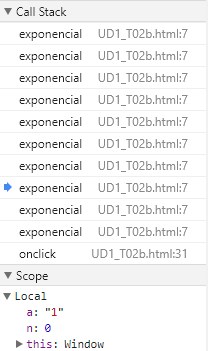 Call Stack
exponencial UD1_T02b.html:7
exponencial UD1_T02b.html:7
exponencial UD1_T02b.html:7
exponencial UD1_T02b.html:7
exponencial UD1_T02b.html:7
exponencial UD1_T02b.html:7
exponencial UD1_T02b.html:7
exponencial UD1_T02b.html:7
exponencial UD1_T02b.html:7
exponencial UD1_T02b.html:7
onclick UD1_T02b.html:31
Scope
Local
a: "1"
n: 0
this: Window